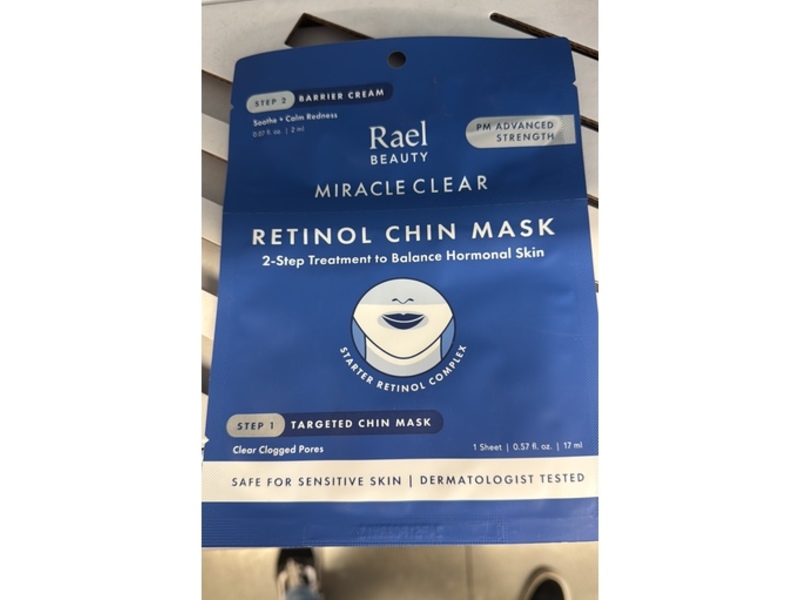 STEP 2 BARRIER CREAM
Soothe + Calm Redness
0.07 fl. oz. | 2 ml
Rael
BEAUTY
PM ADVANCED
STRENGTH
MIRACLE CLEAR
RETINOL CHIN MASK
2-Step Treatment to Balance Hormonal Skin
STARTER RETINOL COMPLEX
STEP 1 TARGETED CHIN MASK
Clear Clogged Pores
1 Sheet | 0.57 fl. oz. | 17 ml
SAFE FOR SENSITIVE SKIN | DERMATOLOGIST TESTED